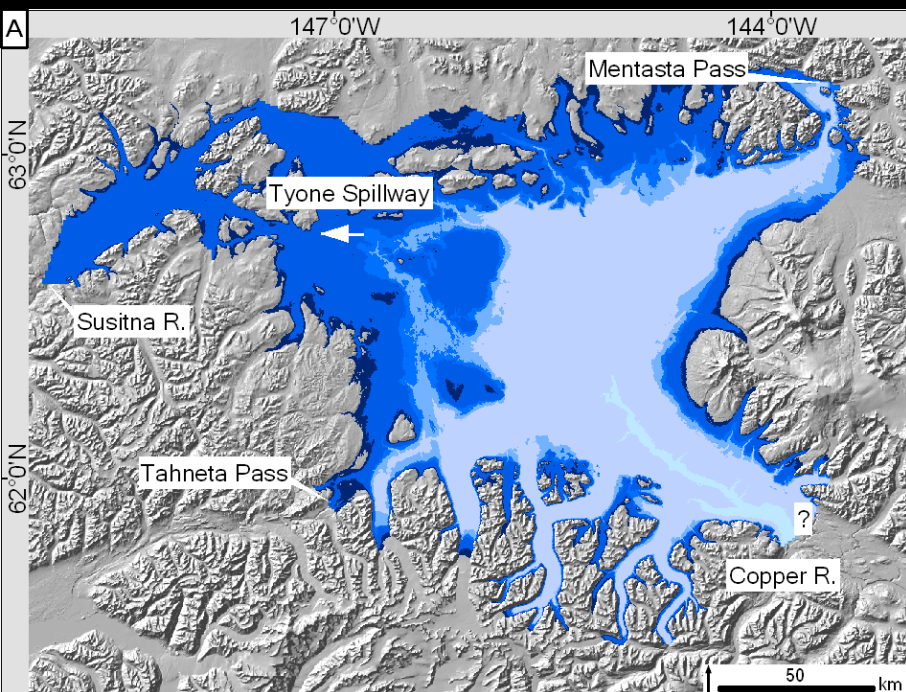 A
147°0'W
144°0'W
Mentasta Pass
63°0'N
Tyone Spillway
Susitna R.
Tahneta Pass
62°0'N
?
Copper R.
50
km